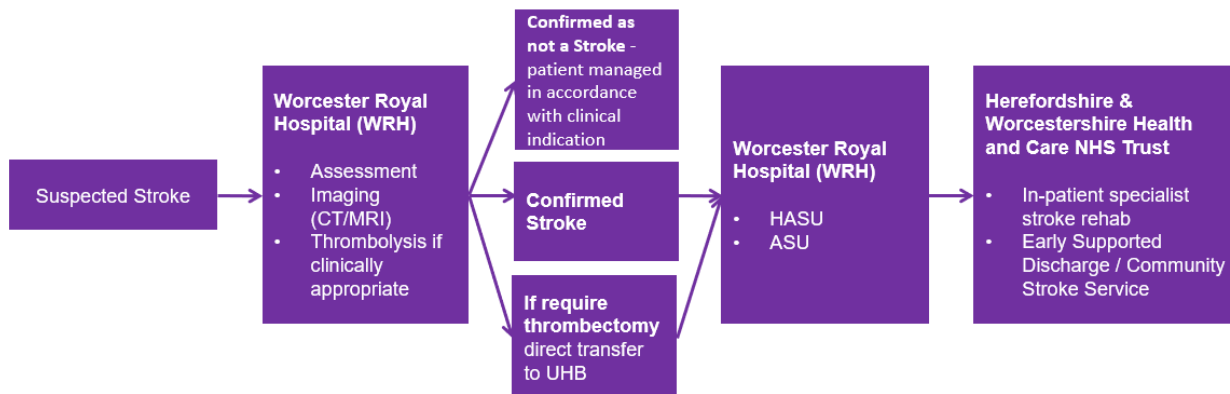 Suspected Stroke
Worcester Royal
Hospital (WRH)
• Assessment
• Imaging
(CT/MRI)
• Thrombolysis if
clinically
appropriate
Confirmed as
not a Stroke -
patient managed
in accordance
with clinical
indication
Confirmed
Stroke
If require
thrombectomy
direct transfer
to UHB
Worcester Royal
Hospital (WRH)
• HASU
• ASU
Herefordshire &
Worcestershire Health
and Care NHS Trust
• In-patient specialist
stroke rehab
• Early Supported
Discharge / Community
Stroke Service